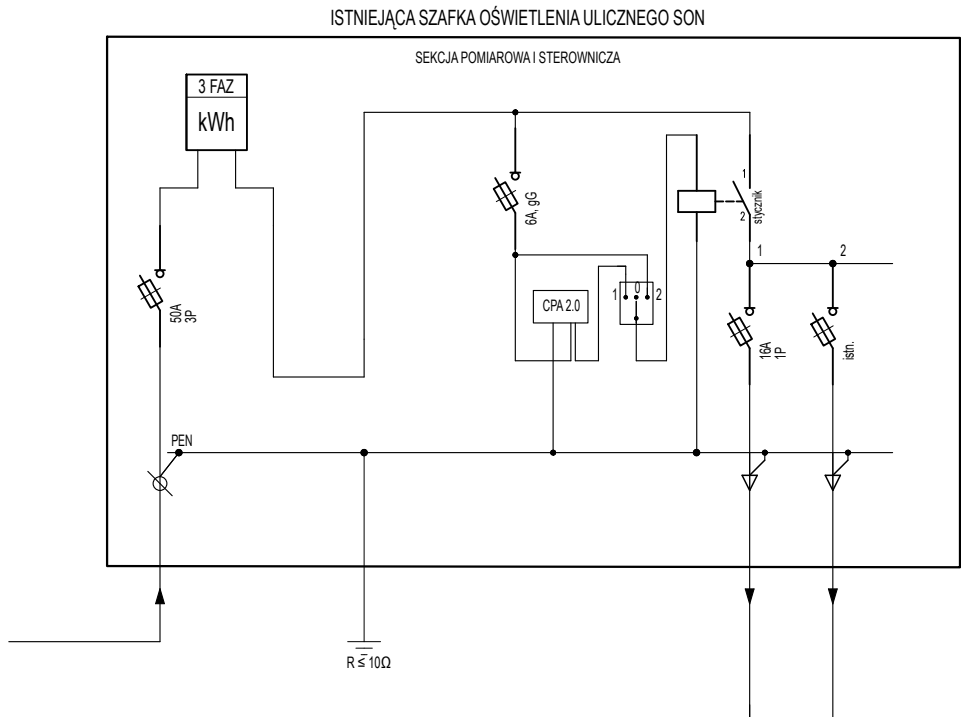 ISTNIEJĄCA SZAFKA OŚWIETLENIA ULICZNEGO SON
SEKCJA POMIAROWA I STEROWNICZA
3 FAZ
kWh
6A, gG
1
2
stycznik
1
2
50A
3P
CPA 2.0
1
0
2
16A
1P
istn.
PEN
R ≤ 10Ω